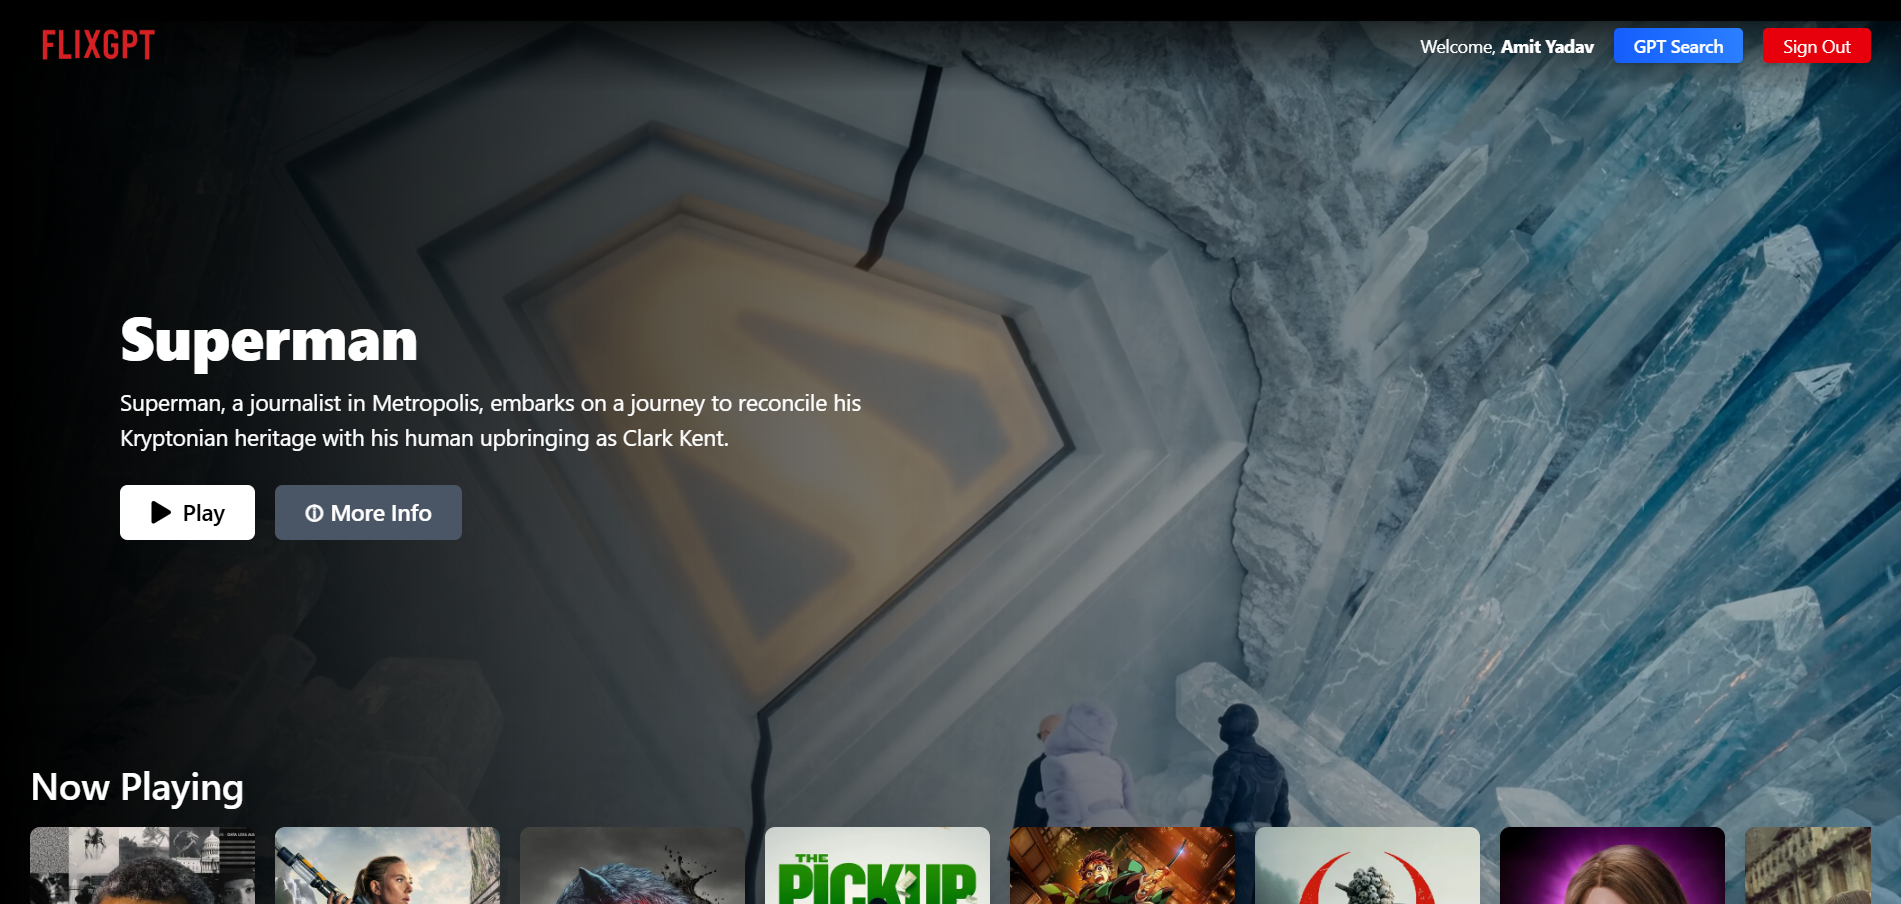 FLIXGPT
Welcome, Amit Yadav
GPT Search
Sign Out
Superman
Superman, a journalist in Metropolis, embarks on a journey to reconcile his
Kryptonian heritage with his human upbringing as Clark Kent.
Play
More Info
Now Playing
THE
PICKUP